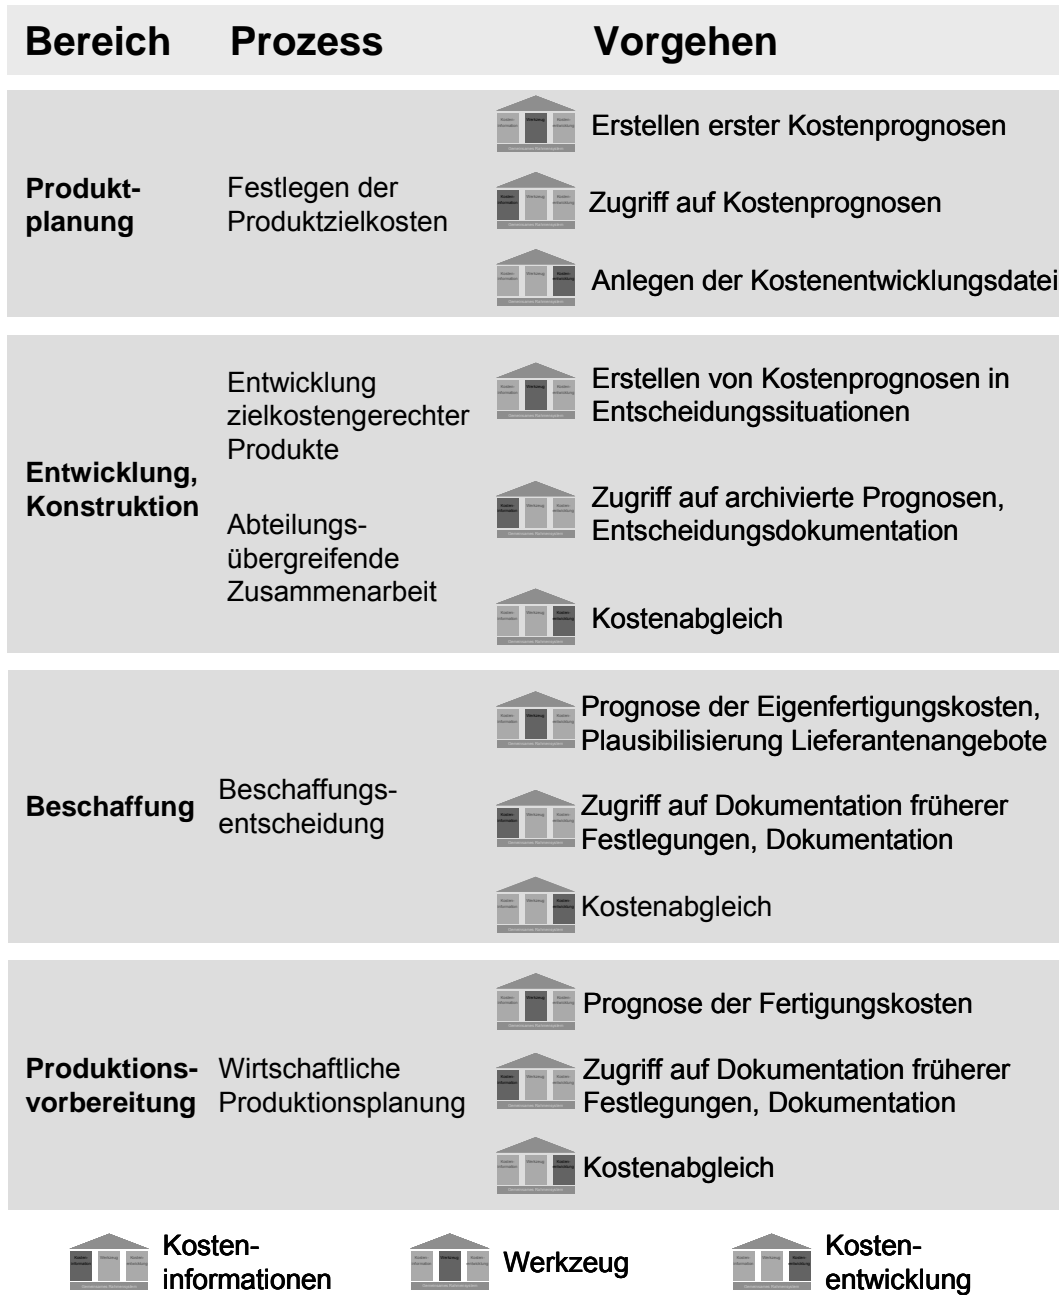 Bereich Prozess Vorgehen
Produkt-
planung
Festlegen der
Produktzielkosten
Erstellen erster Kostenprognosen
Zugriff auf Kostenprognosen
Anlegen der Kostenentwicklungsdatei
Entwicklung,
Konstruktion
Entwicklung
zielkostengerechter
Produkte
Abteilungs-
übergreifende
Zusammenarbeit
Erstellen von Kostenprognosen in
Entscheidungssituationen
Zugriff auf archivierte Prognosen,
Entscheidungsdokumentation
Kostenabgleich
Beschaffung
Beschaffungs-
entscheidung
Prognose der Eigenfertigungskosten,
Plausibilisierung Lieferantenangebote
Zugriff auf Dokumentation früherer
Festlegungen, Dokumentation
Kostenabgleich
Produktions-
vorbereitung
Wirtschaftliche
Produktionsplanung
Prognose der Fertigungskosten
Zugriff auf Dokumentation früherer
Festlegungen, Dokumentation
Kostenabgleich
Kosten-
informationen
Werkzeug
Kosten-
entwicklung